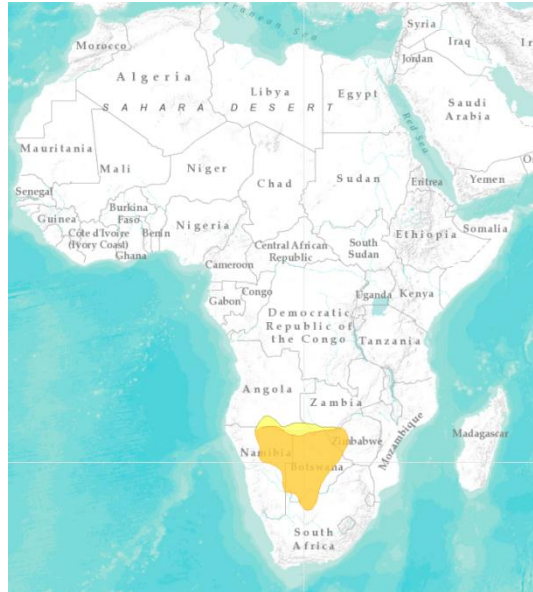 rranean Sea
Syria
Iraq
Ir
Morocco
Jordan
Algeria
Libya
Egypt
SAHARA DESERT
Saudi
Arabia
Red Sea
Mauritania
Mali
Niger
Chad
Sudan
Eritrea
Yemen
O
Senegal
Burkina
Faso
Guinea
Côte d'Ivoire
(Ivory Coast)
Benin
Ghana
Nigeria
Ethiopia
Somalia
Central African
Republic
South
Sudan
Cameroon
Gabon
Congo
Uganda
Kenya
Democratic
Republic of
the Congo
Tanzania
Angola
Zambia
Mozambique
Zimbabwe
Madagascar
Namibia
Botswana
South
Africa